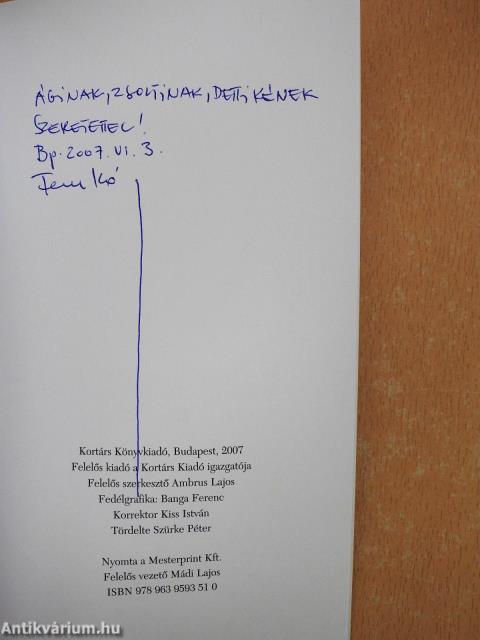 ÁGINAK, ZSOLTINAK, DETTIKÉNEK
SZERETETTEL!
Bp. 2007. VI. 3.
Kortárs Könyvkiadó, Budapest, 2007
Felelős kiadó a Kortárs Kiadó igazgatója
Felelős szerkesztő Ambrus Lajos
Fedélgrafika: Banga Ferenc
Korrektor Kiss István
Tördelte Szürke Péter
Nyomta a Mesterprint Kft.
Felelős vezető Mádi Lajos
ISBN 978 963 9593 51 0
Antikvárium.hu